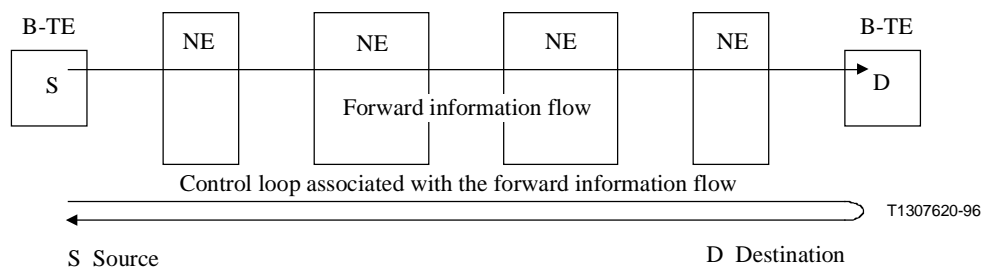 B-TE
NE
NE
NE
NE
B-TE
S
D
Forward information flow
Control loop associated with the forward information flow
T1307620-96
S Source
D Destination